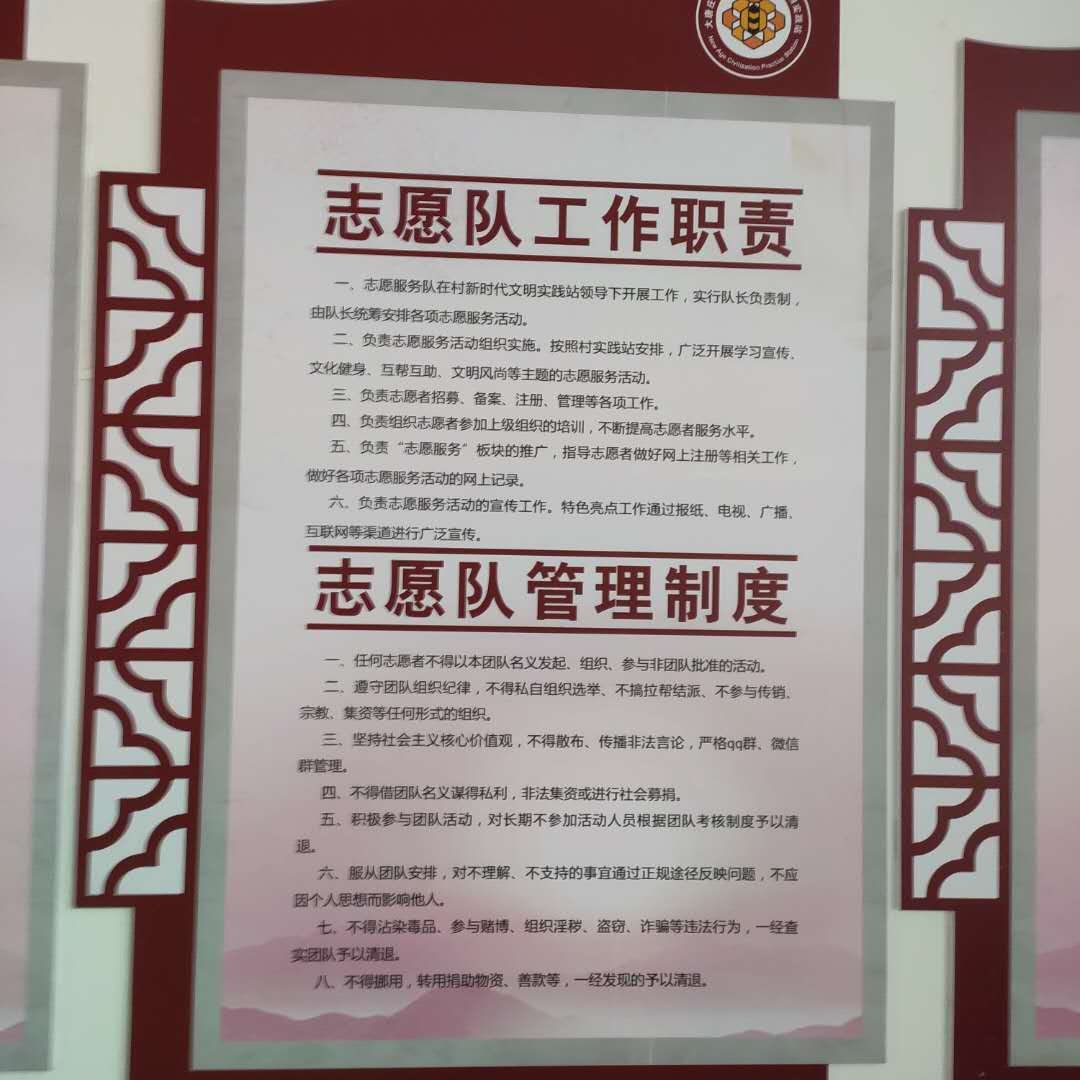 New Age Civilization Practice Station
志愿队工作职责
一、志愿服务队在村新时代文明实践站领导下开展工作，实行队长负责制，
由队长统筹安排各项志愿服务活动。
二、负责志愿服务活动组织实施。按照村实践站安排，广泛开展学习宣传、
文化健身、互帮互助、文明风尚等主题的志愿服务活动。
三、负责志愿者招募、备案、注册、管理等各项工作。
四、负责组织志愿者参加上级组织的培训，不断提高志愿者服务水平。
五、负责“志愿服务”板块的推广，指导志愿者做好网上注册等相关工作，
做好各项志愿服务活动的网上记录。
六、负责志愿服务活动的宣传工作。特色亮点工作通过报纸、电视、广播、
互联网等渠道进行广泛宣传。
志愿队管理制度
一、任何志愿者不得以本团队名义发起、组织、参与非团队批准的活动。
二、遵守团队组织纪律，不得私自组织选举、不搞拉帮结派、不参与传销、
宗教、集资等任何形式的组织。
三、坚持社会主义核心价值观，不得散布、传播非法言论，严格qq群、微信
群管理。
四、不得借团队名义谋得私利，非法集资或进行社会募捐。
五、积极参与团队活动，对长期不参加活动人员根据团队考核制度予以清
退。
六、服从团队安排，对不理解、不支持的事宜通过正规途径反映问题，不应
因个人思想而影响他人。
七、不得沾染毒品、参与赌博、组织淫秽、盗窃、诈骗等违法行为，一经查
实团队予以清退。
八、不得挪用，转用捐助物资、善款等，一经发现的予以清退。